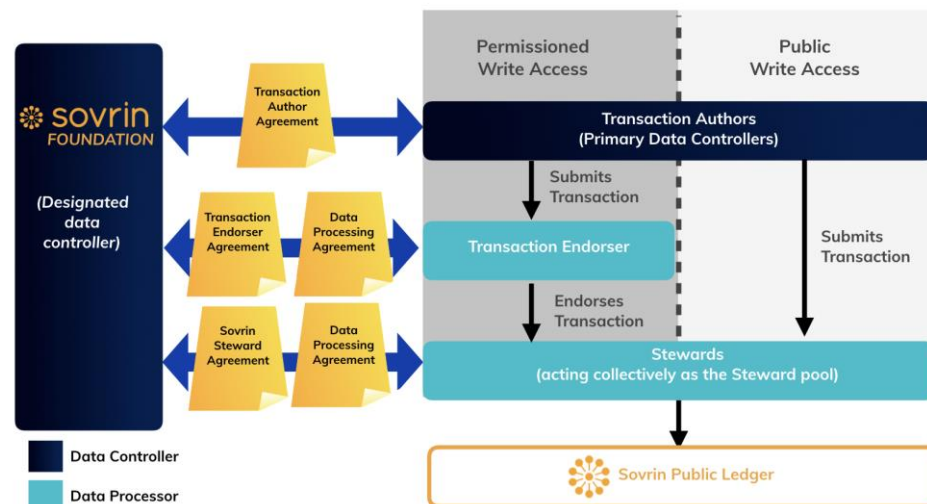 Permissioned
Write Access
Public
Write Access
sovrin
FOUNDATION
(Designated
data
controller)
Transaction
Author
Agreement
Transaction Authors
(Primary Data Controllers)
Submits
Transaction
Transaction
Endorser
Agreement
Data
Processing
Agreement
Transaction Endorser
Submits
Transaction
Endorses
Transaction
Sovrin
Steward
Agreement
Data
Processing
Agreement
Stewards
(acting collectively as the Steward pool)
Data Controller
Data Processor
Sovrin Public Ledger